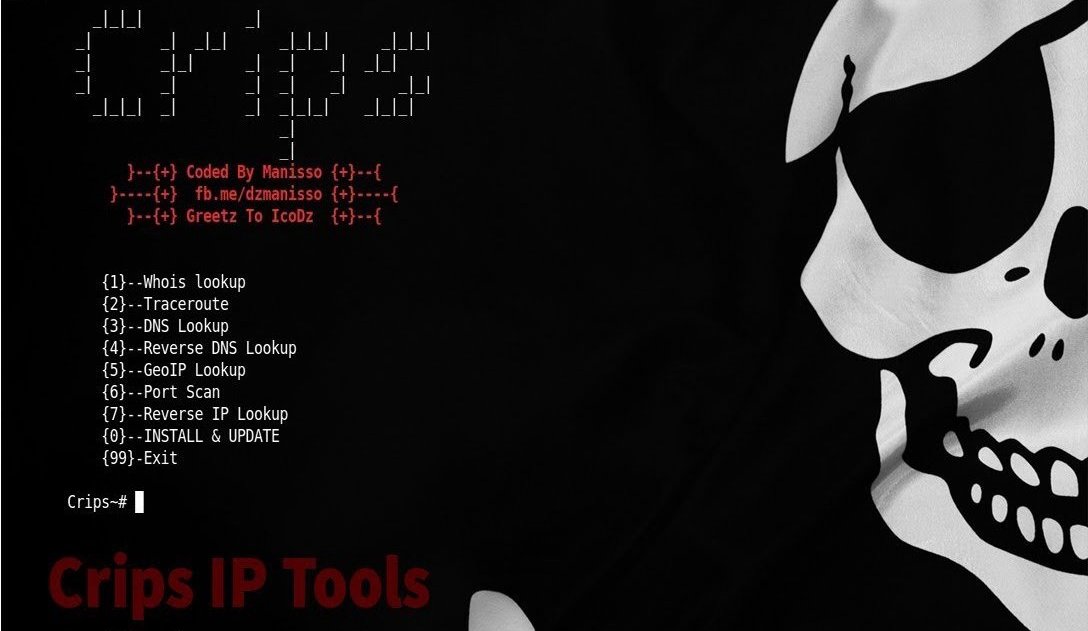 Crips
}--{+} Coded By Manisso {+}--{
}----{+}  fb.me/dzmanisso {+}----{
}--{+} Greetz To IcoDz  {+}--{
{1}--Whois lookup
{2}--Traceroute
{3}--DNS Lookup
{4}--Reverse DNS Lookup
{5}--GeoIP Lookup
{6}--Port Scan
{7}--Reverse IP Lookup
{0}--INSTALL & UPDATE
{99}-Exit
Crips~#
Crips IP Tools